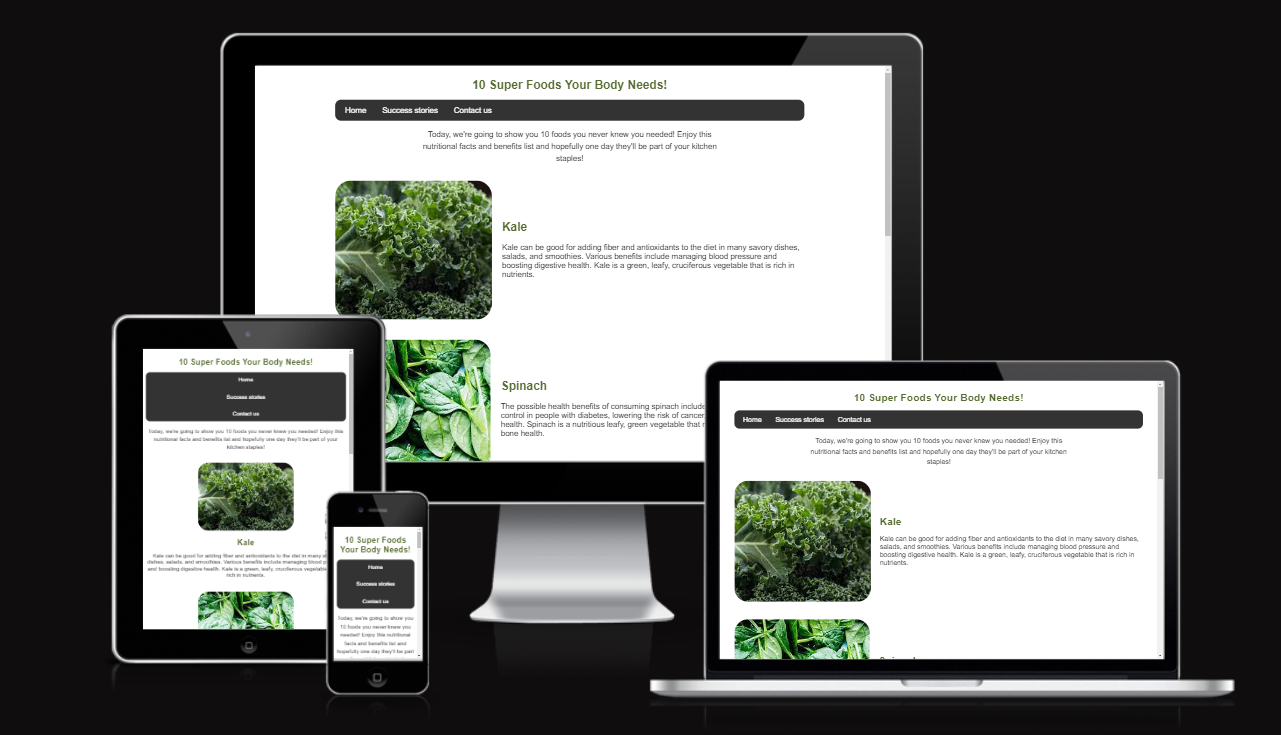 10 Super Foods Your Body Needs!
Home Success stories Contact us
Today, we're going to show you 10 foods you never knew you needed! Enjoy this
nutritional facts and benefits list and hopefully one day they'll be part of your kitchen
staples!
Kale
Kale can be good for adding fiber and antioxidants to the diet in many savory dishes,
salads, and smoothies. Various benefits include managing blood pressure and
boosting digestive health. Kale is a green, leafy, cruciferous vegetable that is rich in
nutrients.
Spinach
The possible health benefits of consuming spinach include
control in people with diabetes, lowering the risk of cancer
health. Spinach is a nutritious leafy, green vegetable that
bone health.
10 Super Foods Your Body Needs!
Home
Success stories
Contact us
Today, we're going to show you 10 foods you never knew you needed! Enjoy this
nutritional facts and benefits list and hopefully one day they'll be part of your
kitchen staples!
Kale
Kale can be good for adding fiber and antioxidants to the diet in many
dishes, salads, and smoothies. Various benefits include managing blood
and boosting digestive health. Kale is a green, leafy, cruciferous
rich in nutrients.
10 Super Foods
Your Body Needs!
Home
Success stories
Contact us
Today, we're going to show you
10 foods you never knew you
needed! Enjoy this nutritional
facts and benefits list and
hopefully one day they'll be part
10 Super Foods Your Body Needs!
Home Success stories Contact us
Today, we're going to show you 10 foods you never knew you needed! Enjoy this
nutritional facts and benefits list and hopefully one day they'll be part of your kitchen
staples!
Kale
Kale can be good for adding fiber and antioxidants to the diet in many savory dishes,
salads, and smoothies. Various benefits include managing blood pressure and
boosting digestive health. Kale is a green, leafy, cruciferous vegetable that is rich in
nutrients.